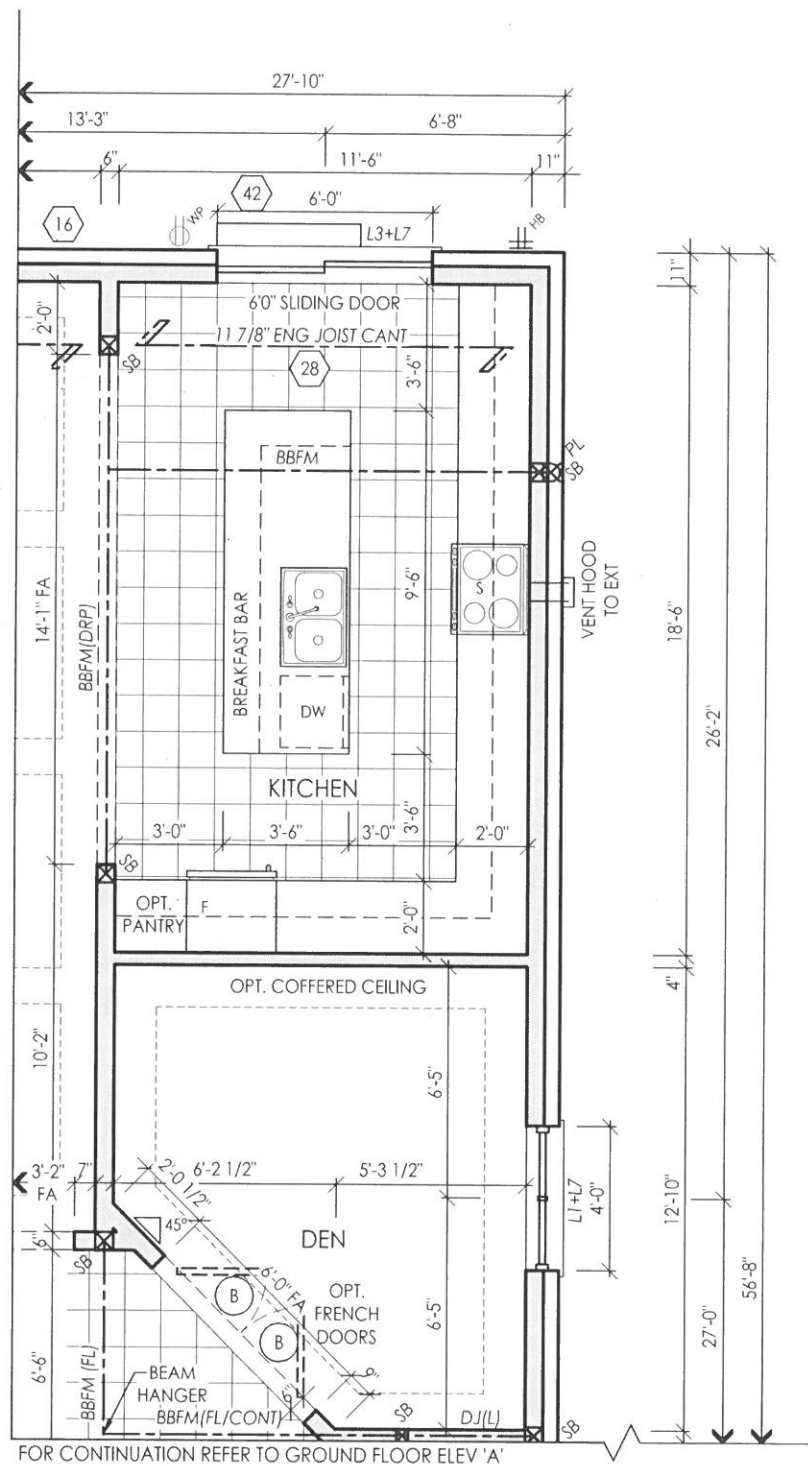 27'-10"
13'-3"
6'-8"
6"
11'-6"
11"
16
WP
42
6'-0"
L3+L7
HB
11"
6'0" SLIDING DOOR
11 7/8" ENG JOIST CANT
28
2'-0"
SB
3'-6"
BBFM
PL
SB
14'-1" FA
BBFM(DRP)
BREAKFAST BAR
9'-6"
S
VENT HOOD
TO EXT
18'-6"
26'-2"
DW
KITCHEN
3'-6"
3'-0"
3'-6"
3'-0"
2'-0"
SB
OPT.
PANTRY
F
2'-0"
OPT. COFFERED CEILING
4"
10'-2"
6'-5"
3'-2"
FA
7"
2'-0 1/2"
6'-2 1/2"
5'-3 1/2"
L1+L7
4'-0"
12'-10"
56'-8"
45°
DEN
6"
SB
6'-0" FA
B
B
OPT.
FRENCH
DOORS
6'-5"
27'-0"
6'-6"
BBFM (FL)
BEAM
HANGER
BBFM(FL/CONT)
6"
9"
SB
DJ(L)
SB
FOR CONTINUATION REFER TO GROUND FLOOR ELEV 'A'